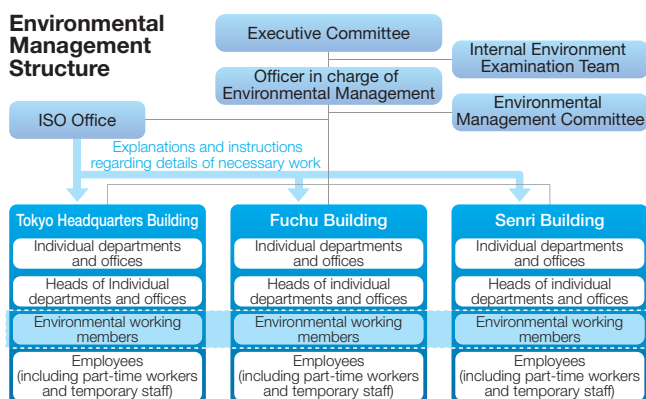 Environmental
Management
Structure
Executive Committee
Internal Environment
Examination Team
Officer in charge of
Environmental Management
Environmental
Management Committee
ISO Office
Explanations and instructions
regarding details of necessary work
Tokyo Headquarters Building
Individual departments
and offices
Heads of Individual
departments and offices
Environmental working
members
Employees
(including part-time workers
and temporary staff)
Fuchu Building
Individual departments
and offices
Heads of individual
departments and offices
Environmental working
members
Employees
(including part-time workers
and temporary staff)
Senri Building
Individual departments
and offices
Heads of individual
departments and offices
Environmental working
members
Employees
(including part-time workers
and temporary staff)